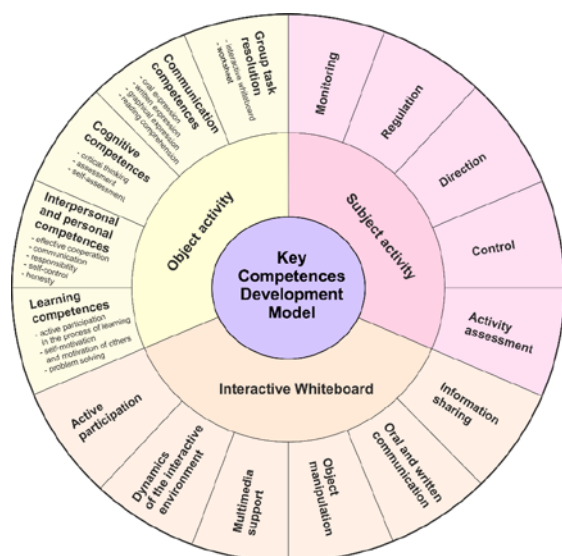 Key
Competences
Development
Model
Object activity
Subject activity
Interactive Whiteboard
Group task
resolution
- interactive whiteboard
- worksheet
Communication
competences
- oral expression
- written expression
- graphical expression
- reading comprehension
Cognitive
competences
- critical thinking
- assessment
- self-assessment
Interpersonal
and personal
competences
- effective cooperation
- communication
- responsibility
- self-control
- honesty
Learning
competences
- active participation
in the process of learning
- self-motivation
and motivation of others
- problem solving
Monitoring
Regulation
Direction
Control
Activity
assessment
Information
sharing
Oral and written
communication
Object
manipulation
Multimedia
support
Dynamics
of the interactive
environment
Active
participation